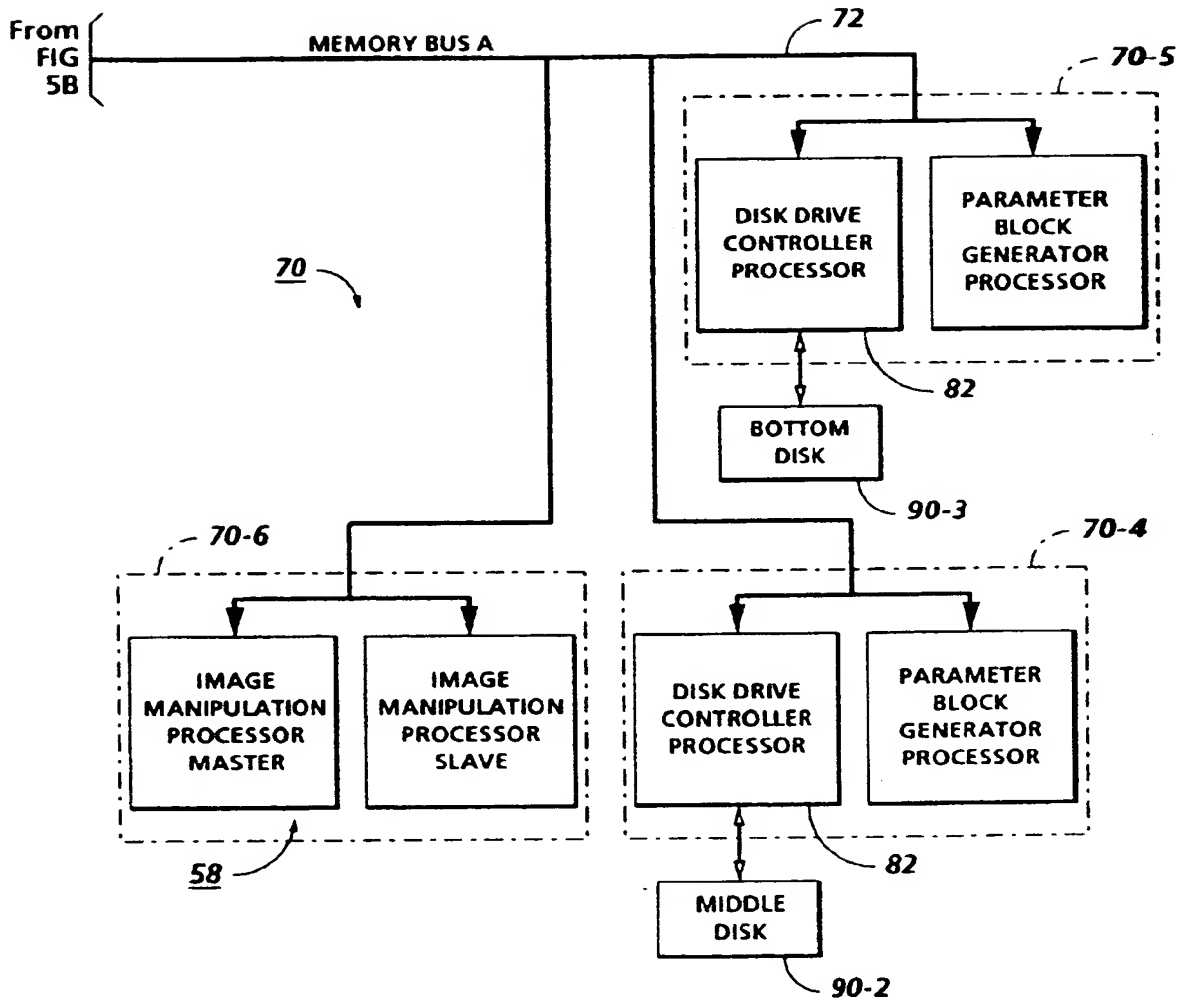 From
FIG
5B
MEMORY BUS A
72
70-5
DISK DRIVE
CONTROLLER
PROCESSOR
PARAMETER
BLOCK
GENERATOR
PROCESSOR
70
82
BOTTOM
DISK
90-3
70-6
70-4
IMAGE
MANIPULATION
PROCESSOR
MASTER
IMAGE
MANIPULATION
PROCESSOR
SLAVE
DISK DRIVE
CONTROLLER
PROCESSOR
PARAMETER
BLOCK
GENERATOR
PROCESSOR
58
82
MIDDLE
DISK
90-2